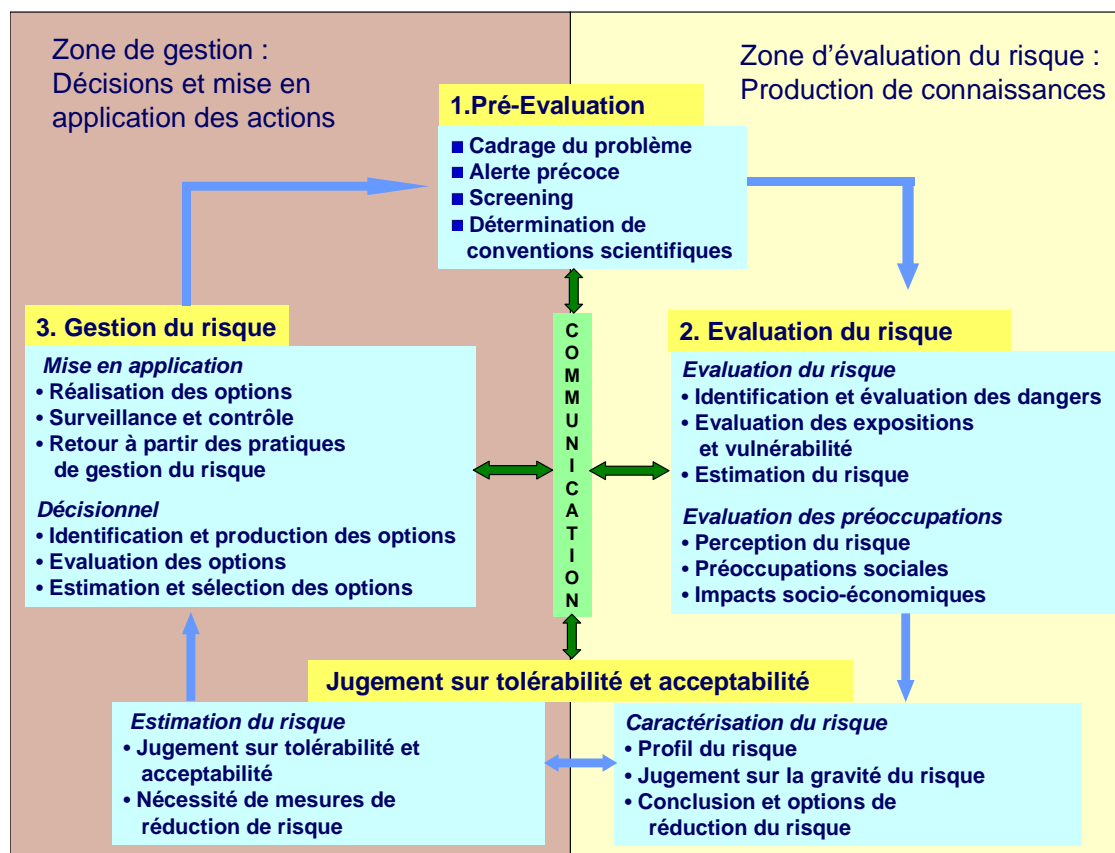 Zone de gestion :
Décisions et mise en
application des actions
Zone d'évaluation du risque :
Production de connaissances
1.Pré-Evaluation
■ Cadrage du problème
■ Alerte précoce
■ Screening
■ Détermination de
conventions scientifiques
3. Gestion du risque
Mise en application
• Réalisation des options
• Surveillance et contrôle
• Retour à partir des pratiques
de gestion du risque
Décisionnel
• Identification et production des options
• Evaluation des options
• Estimation et sélection des options
COMMUNICATION
2. Evaluation du risque
Evaluation du risque
• Identification et évaluation des dangers
• Evaluation des expositions
et vulnérabilité
• Estimation du risque
Evaluation des préoccupations
• Perception du risque
• Préoccupations sociales
• Impacts socio-économiques
Jugement sur tolérabilité et acceptabilité
Estimation du risque
• Jugement sur tolérabilité et
acceptabilité
• Nécessité de mesures de
réduction de risque
Caractérisation du risque
• Profil du risque
• Jugement sur la gravité du risque
• Conclusion et options de
réduction du risque